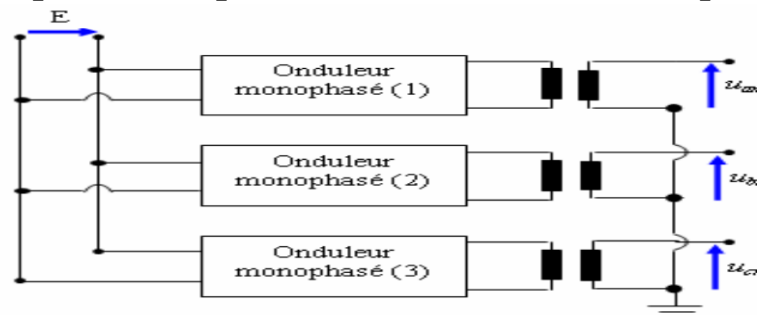 E
Onduleur
monophasé (1)
Onduleur
monophasé (2)
Onduleur
monophasé (3)